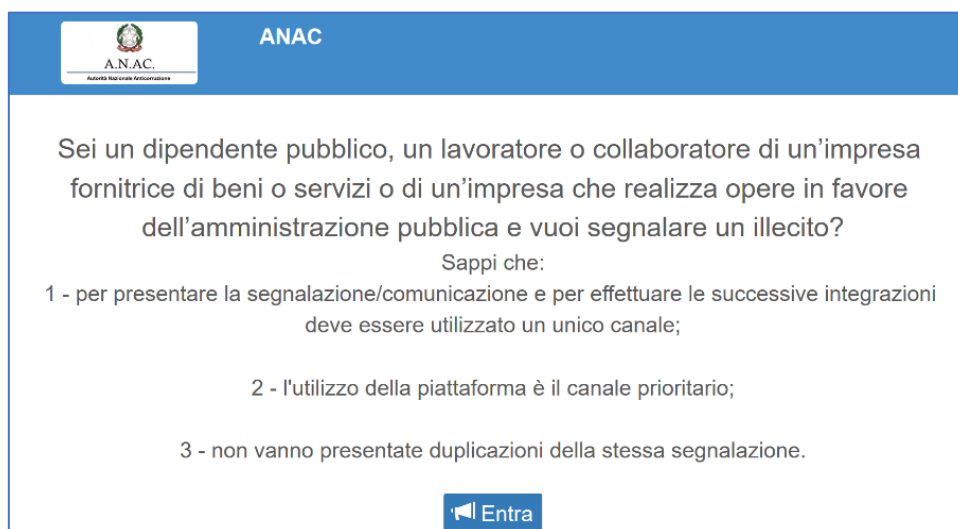 A.N.AC.
Autorità Nazionale Anticorruzione
ANAC
Sei un dipendente pubblico, un lavoratore o collaboratore di un’impresa
fornitrice di beni o servizi o di un’impresa che realizza opere in favore
dell’amministrazione pubblica e vuoi segnalare un illecito?
Sappi che:
1 - per presentare la segnalazione/comunicazione e per effettuare le successive integrazioni
deve essere utilizzato un unico canale;
2 - l'utilizzo della piattaforma è il canale prioritario;
3 - non vanno presentate duplicazioni della stessa segnalazione.
Entra